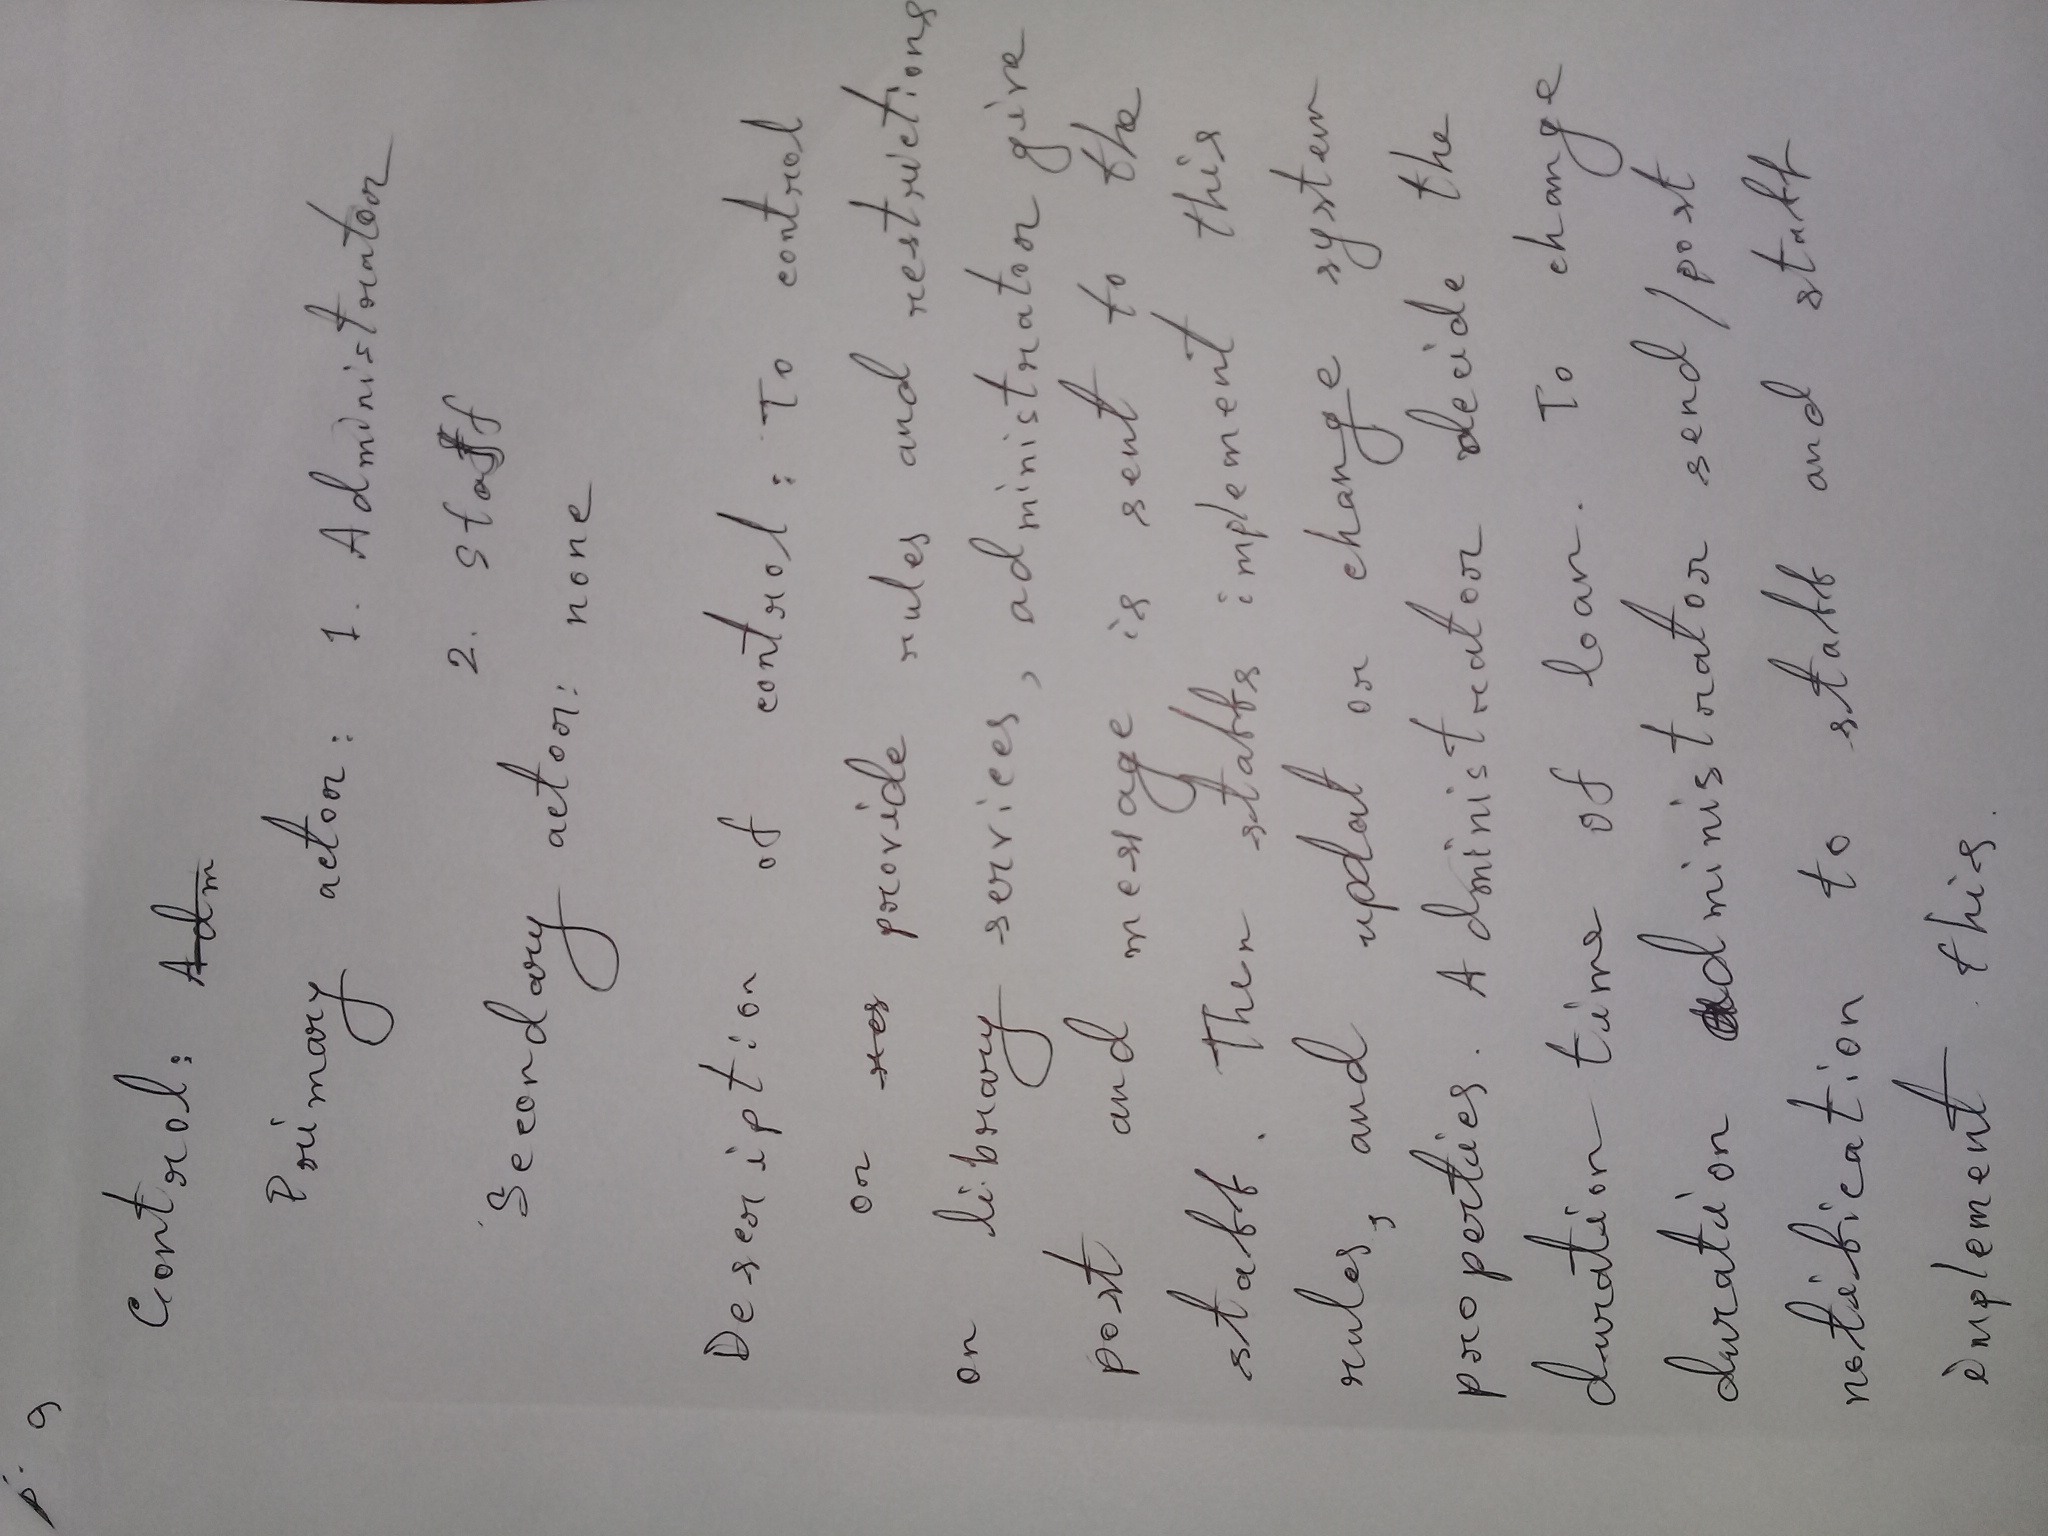 p. 9
Control:
Primary actor: 1. Administrator
2. staff
Secondary actor: none
Description of control: To control
or provide rules and restrictions
on library services, administrator give
post and message is sent to the
staff. Then staffs implement this
rules, and updat or change system
properties. Administrator decide the
duration time of loan. To change
duration administrator send/post
notification to staff and staff
implement this.